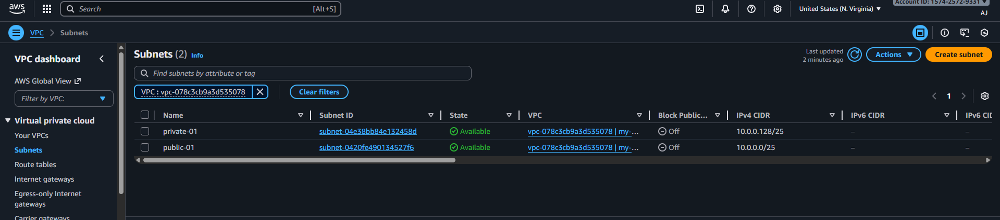 aws
Search [Alt+S]
United States (N. Virginia)
Account ID: 1574-2572-9331
AJ
VPC > Subnets
VPC dashboard
AWS Global View
Filter by VPC:
Virtual private cloud
Your VPCs
Subnets
Route tables
Internet gateways
Egress-only Internet
gateways
Carrier gateways
Subnets (2) Info
Last updated
2 minutes ago
Actions
Create subnet
Find subnets by attribute or tag
VPC : vpc-078c3cb9a3d535078
Clear filters
1
Name Subnet ID State VPC Block Public... IPv4 CIDR IPv6 CIDR IPv6 CID
private-01 subnet-04e38bb84e132458d Available vpc-078c3cb9a3d535078 | my-... Off 10.0.0.128/25 – –
public-01 subnet-0420fe490134527f6 Available vpc-078c3cb9a3d535078 | my-... Off 10.0.0.0/25 – –